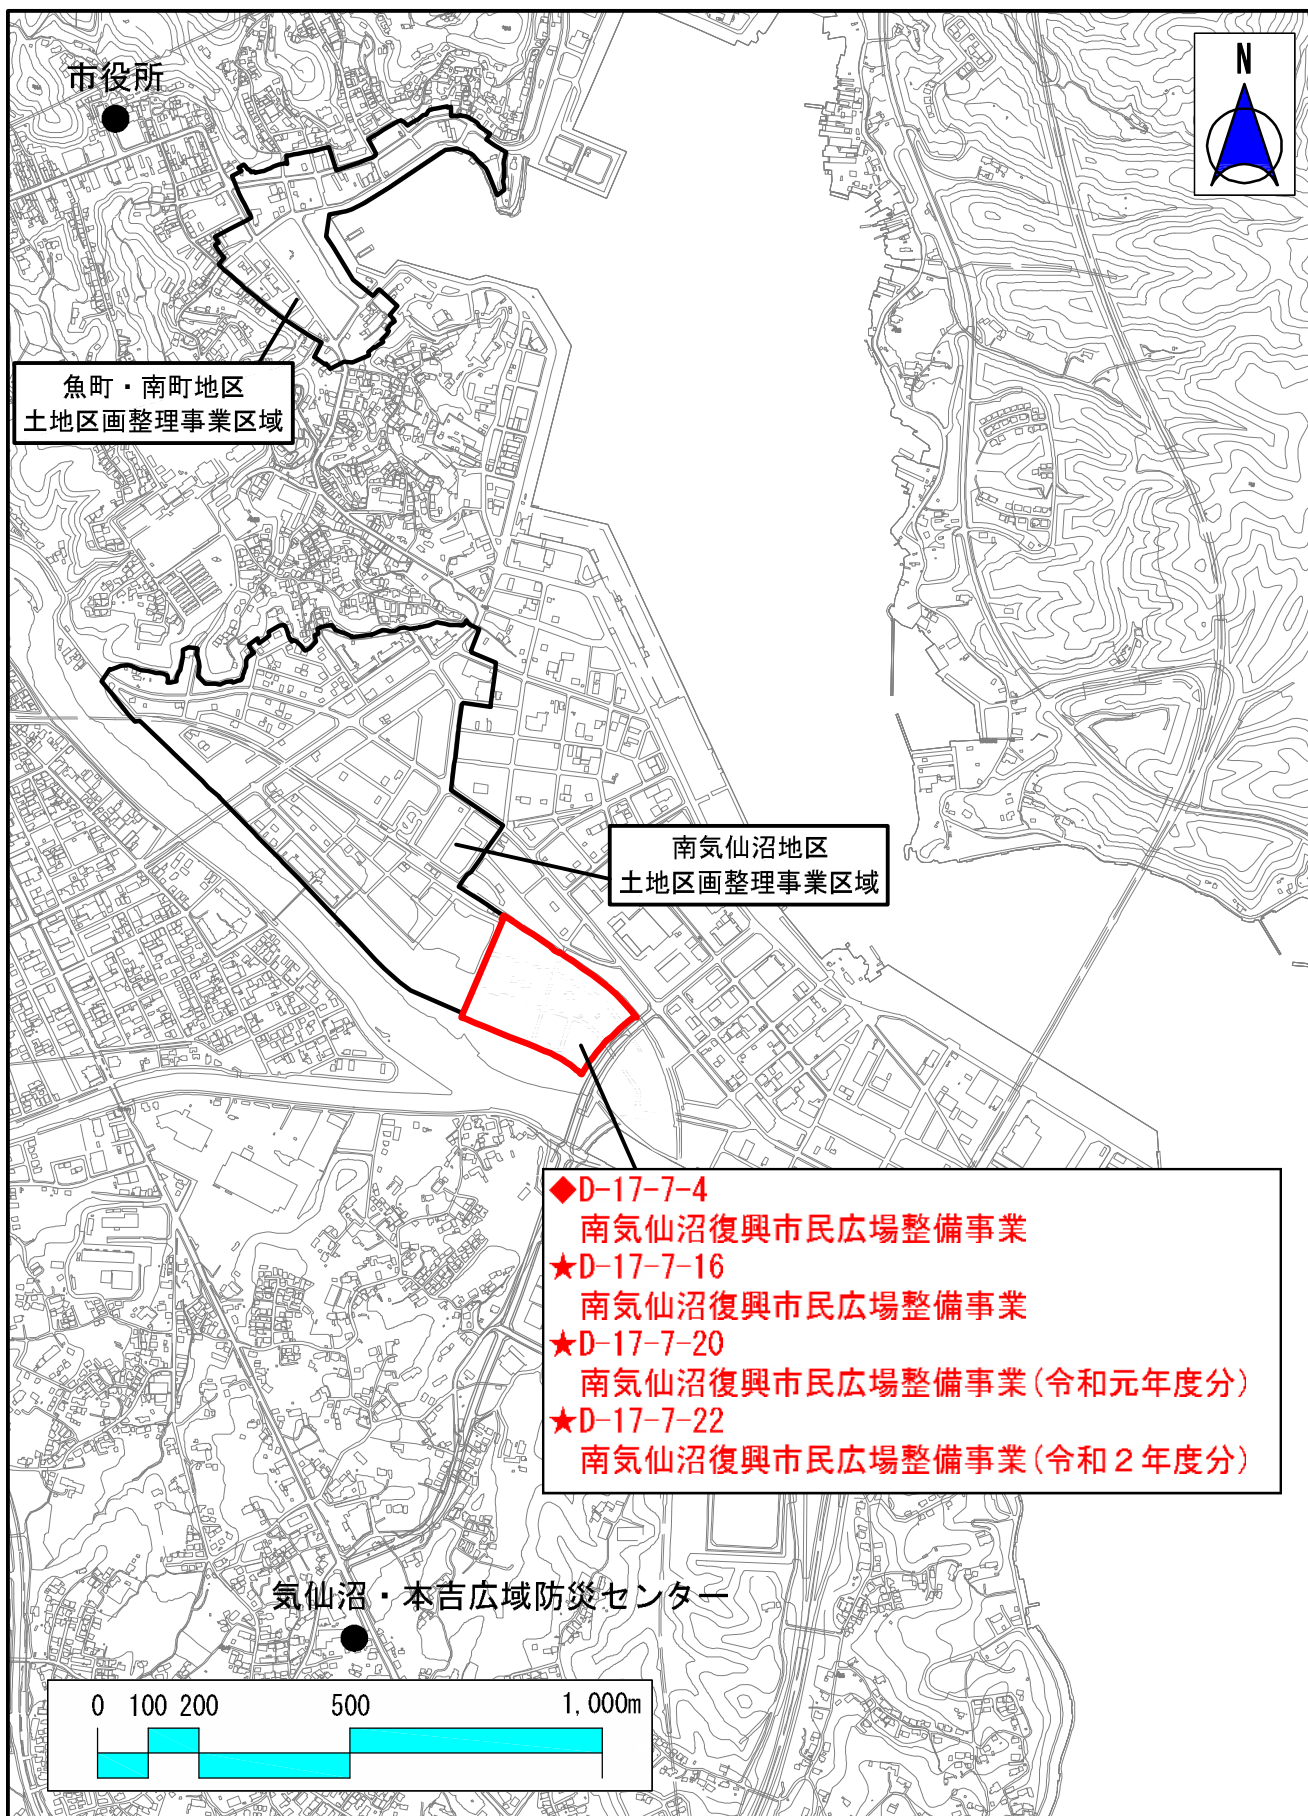 市役所
N
魚町・南町地区
土地区画整理事業区域
南気仙沼地区
土地区画整理事業区域
◆D-17-7-4
南気仙沼復興市民広場整備事業
★D-17-7-16
南気仙沼復興市民広場整備事業
★D-17-7-20
南気仙沼復興市民広場整備事業(令和元年度分)
★D-17-7-22
南気仙沼復興市民広場整備事業(令和２年度分)
気仙沼・本吉広域防災センター
0 100 200 500 1,000m